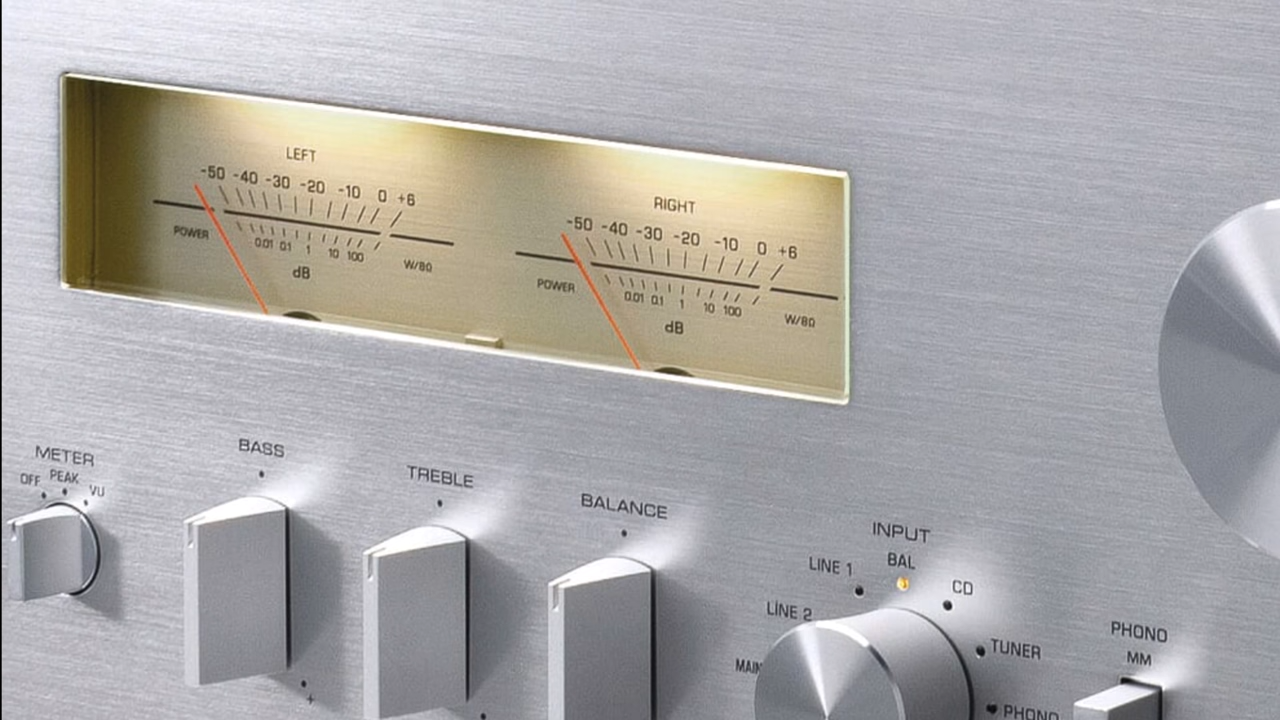 LEFT
-50 -40 -30 -20 -10 0 +6
POWER
0.01 0.1 1 10 100
W/8Ω
dB
RIGHT
-50 -40 -30 -20 -10 0 +6
POWER
0.01 0.1 1 10 100
W/8Ω
dB
METER
OFF PEAK VU
BASS
+
TREBLE
BALANCE
INPUT
LINE 1 BAL CD
LINE 2
MAIN
TUNER
PHONO
PHONO
MM